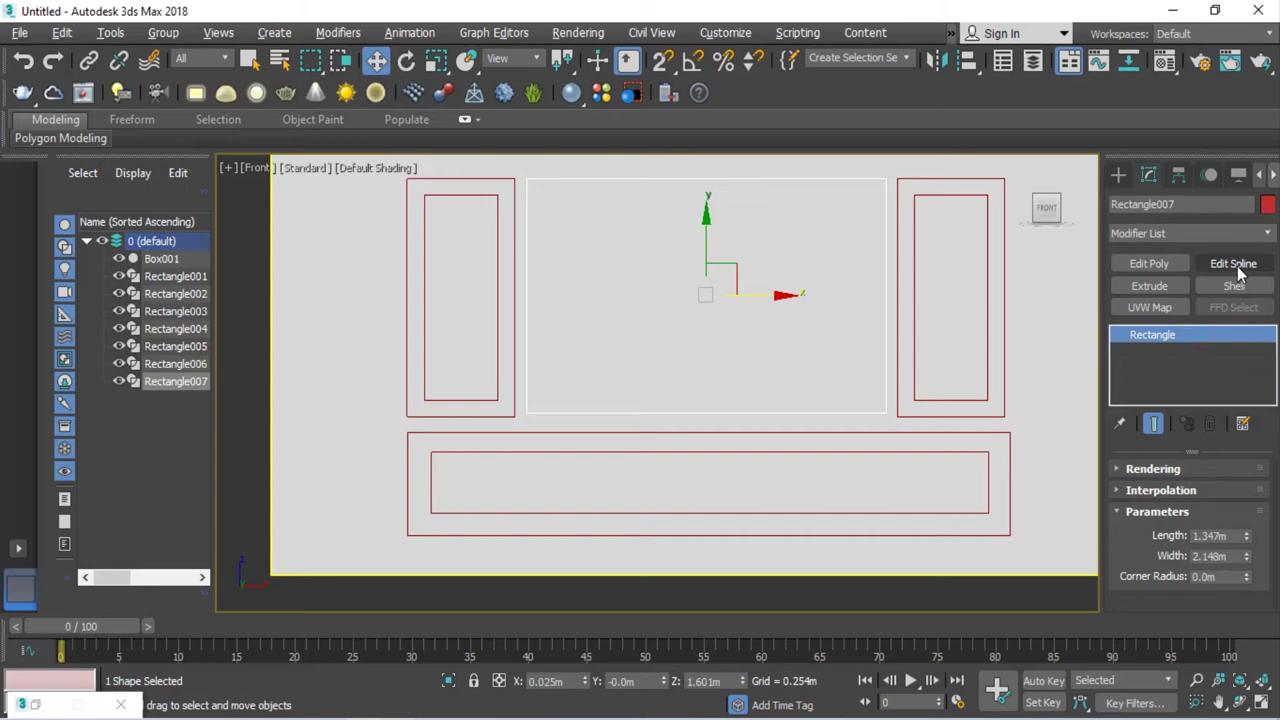 Untitled - Autodesk 3ds Max 2018
File Edit Tools Group Views Create Modifiers Animation Graph Editors Rendering Civil View Customize Scripting Content » Sign In Workspaces: Default
All View Create Selection Se
Modeling Freeform Selection Object Paint Populate
Polygon Modeling
Select Display Edit
[+] [Front ] [Standard ] [Default Shading ]
Name (Sorted Ascending)
0 (default)
Box001
Rectangle001
Rectangle002
Rectangle003
Rectangle004
Rectangle005
Rectangle006
Rectangle007
y
x
FRONT
z
Rectangle007
Modifier List
Edit Poly Edit Spline
Extrude Shell
UVW Map FFD Select
Rectangle
Rendering
Interpolation
Parameters
Length: 1.347m
Width: 2.148m
Corner Radius: 0.0m
0 / 100
0 5 10 15 20 25 30 35 40 45 50 55 60 65 70 75 80 85 90 95 100
1 Shape Selected X: 0.025m Y: -0.0m Z: 1.601m Grid = 0.254m Auto Key Selected
drag to select and move objects Add Time Tag 0 Set Key Key Filters...